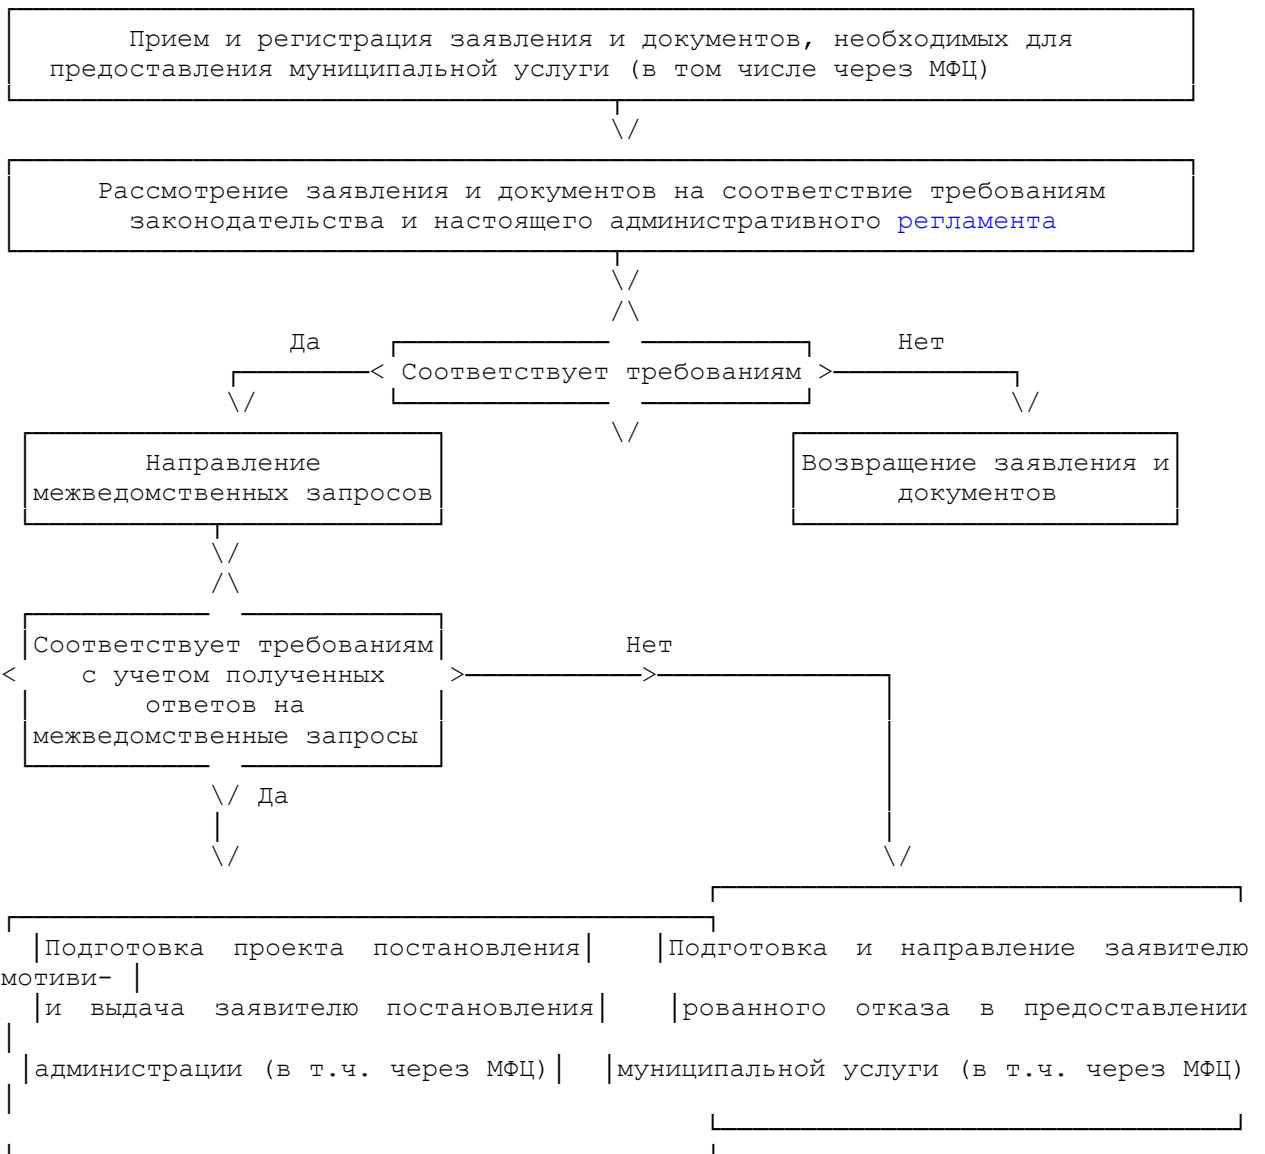 Прием и регистрация заявления и документов, необходимых для
предоставления муниципальной услуги (в том числе через МФЦ)
Рассмотрение заявления и документов на соответствие требованиям
законодательства и настоящего административного регламента
Да
Нет
Соответствует требованиям
Направление
межведомственных запросов
Возвращение заявления и
документов
Соответствует требованиям
с учетом полученных
ответов на
межведомственные запросы
Нет
Да
Подготовка проекта постановления
Подготовка и направление заявителю
мотиви-
и выдача заявителю постановления
рованного отказа в предоставлении
администрации (в т.ч. через МФЦ)
муниципальной услуги (в т.ч. через МФЦ)